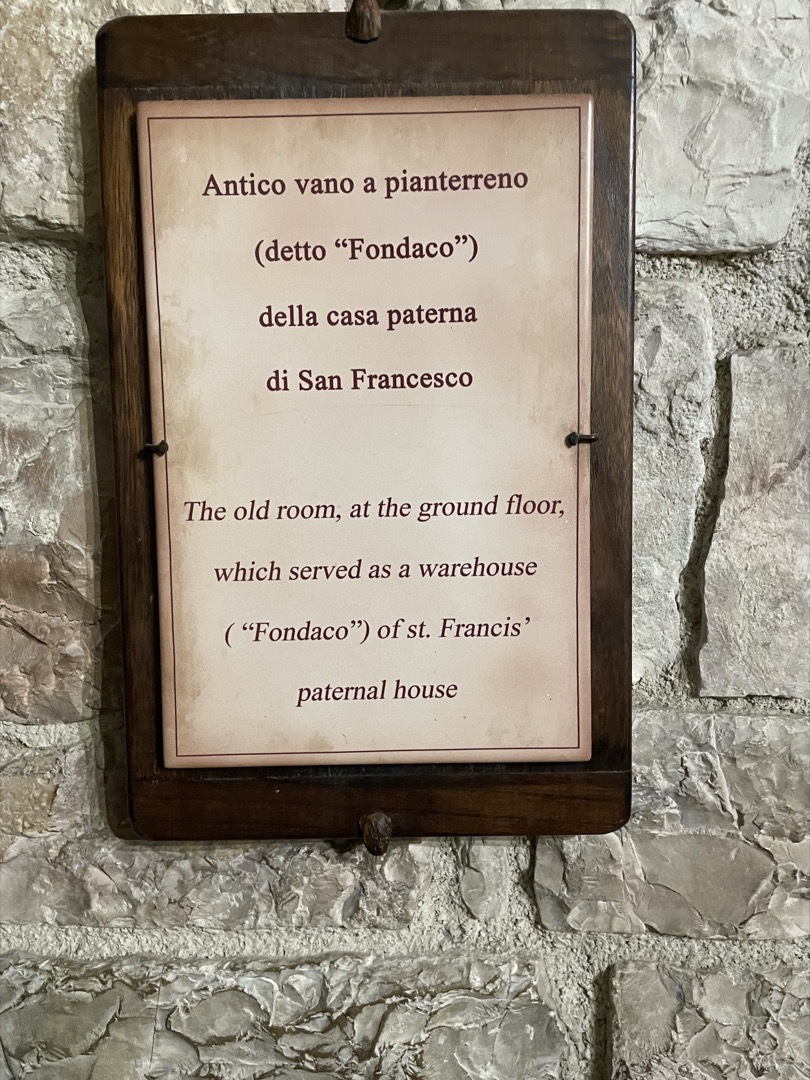 Antico vano a pianterreno
(detto “Fondaco”)
della casa paterna
di San Francesco
The old room, at the ground floor,
which served as a warehouse
( “Fondaco”) of st. Francis’
paternal house